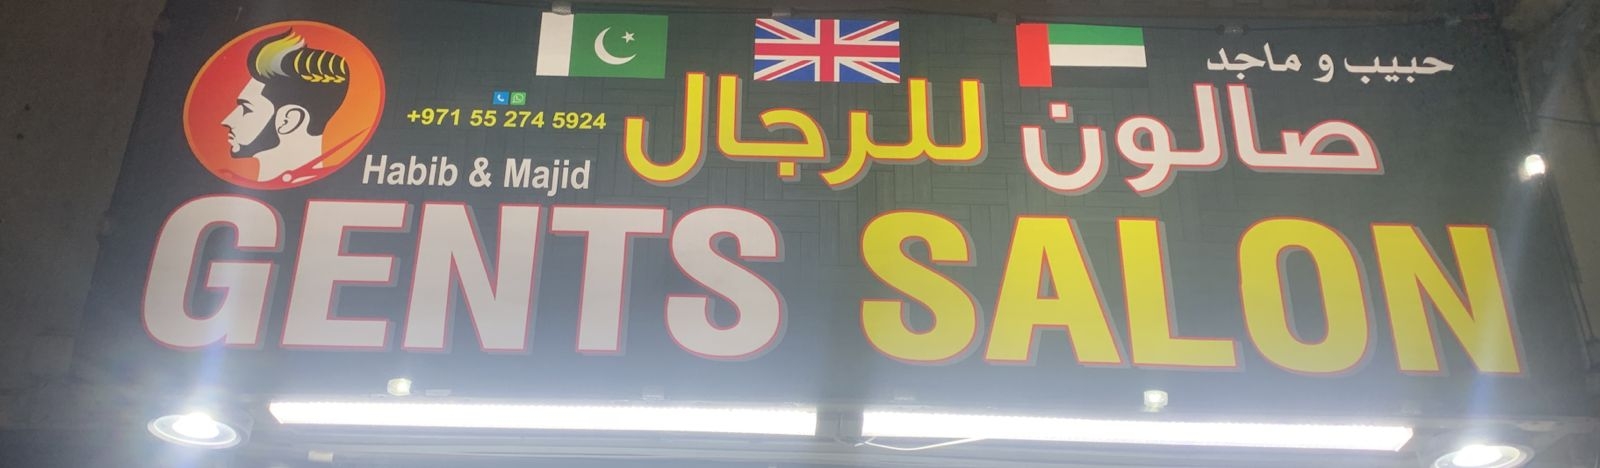 حبيب و ماجد
صالون للرجال
+971 55 274 5924
Habib & Majid
GENTS SALON